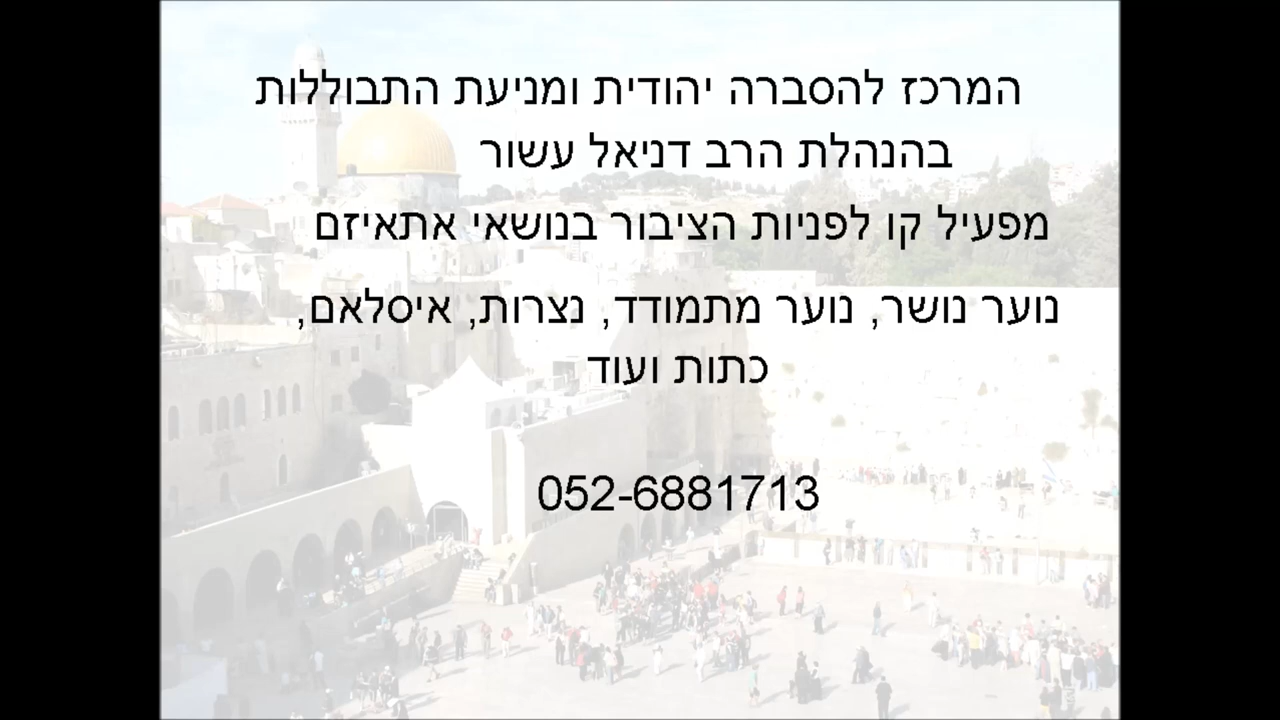 המרכז להסברה יהודית ומניעת התבוללות
בהנהלת הרב דניאל עשור
מפעיל קו לפניות הציבור בנושאי אתאיזם
נוער נושר, נוער מתמודד, נצרות, איסלאם,
כתות ועוד
052-6881713